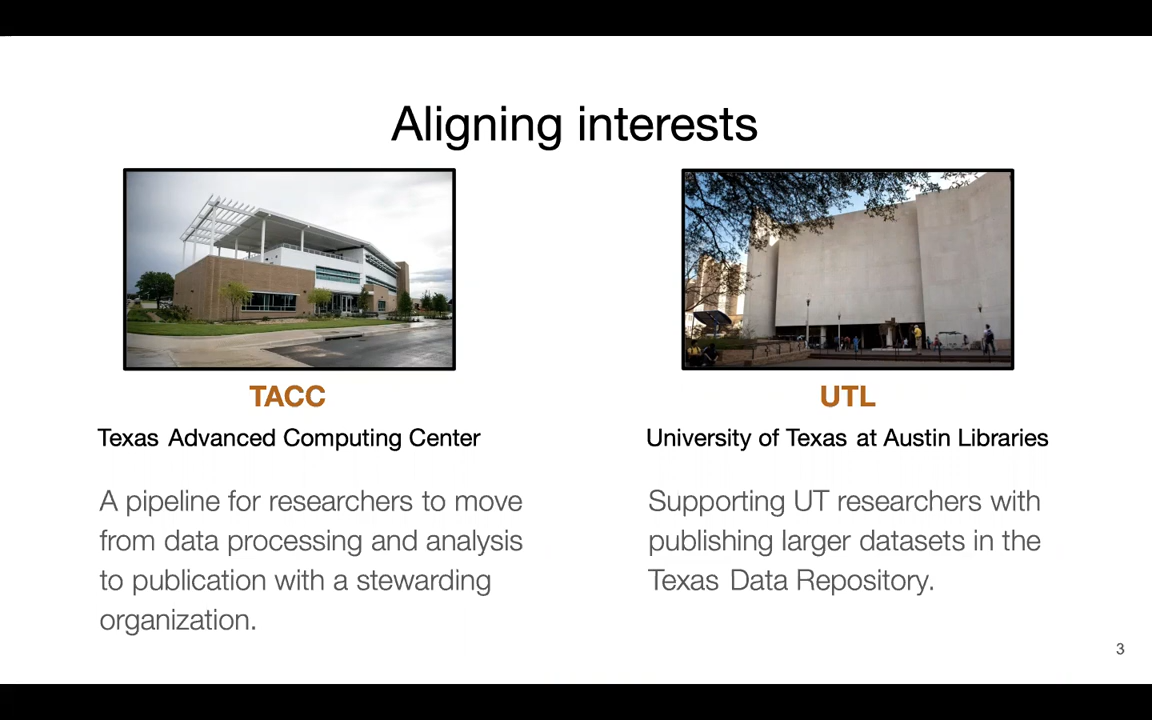 Aligning interests
TACC
Texas Advanced Computing Center
A pipeline for researchers to move
from data processing and analysis
to publication with a stewarding
organization.
UTL
University of Texas at Austin Libraries
Supporting UT researchers with
publishing larger datasets in the
Texas Data Repository.
3